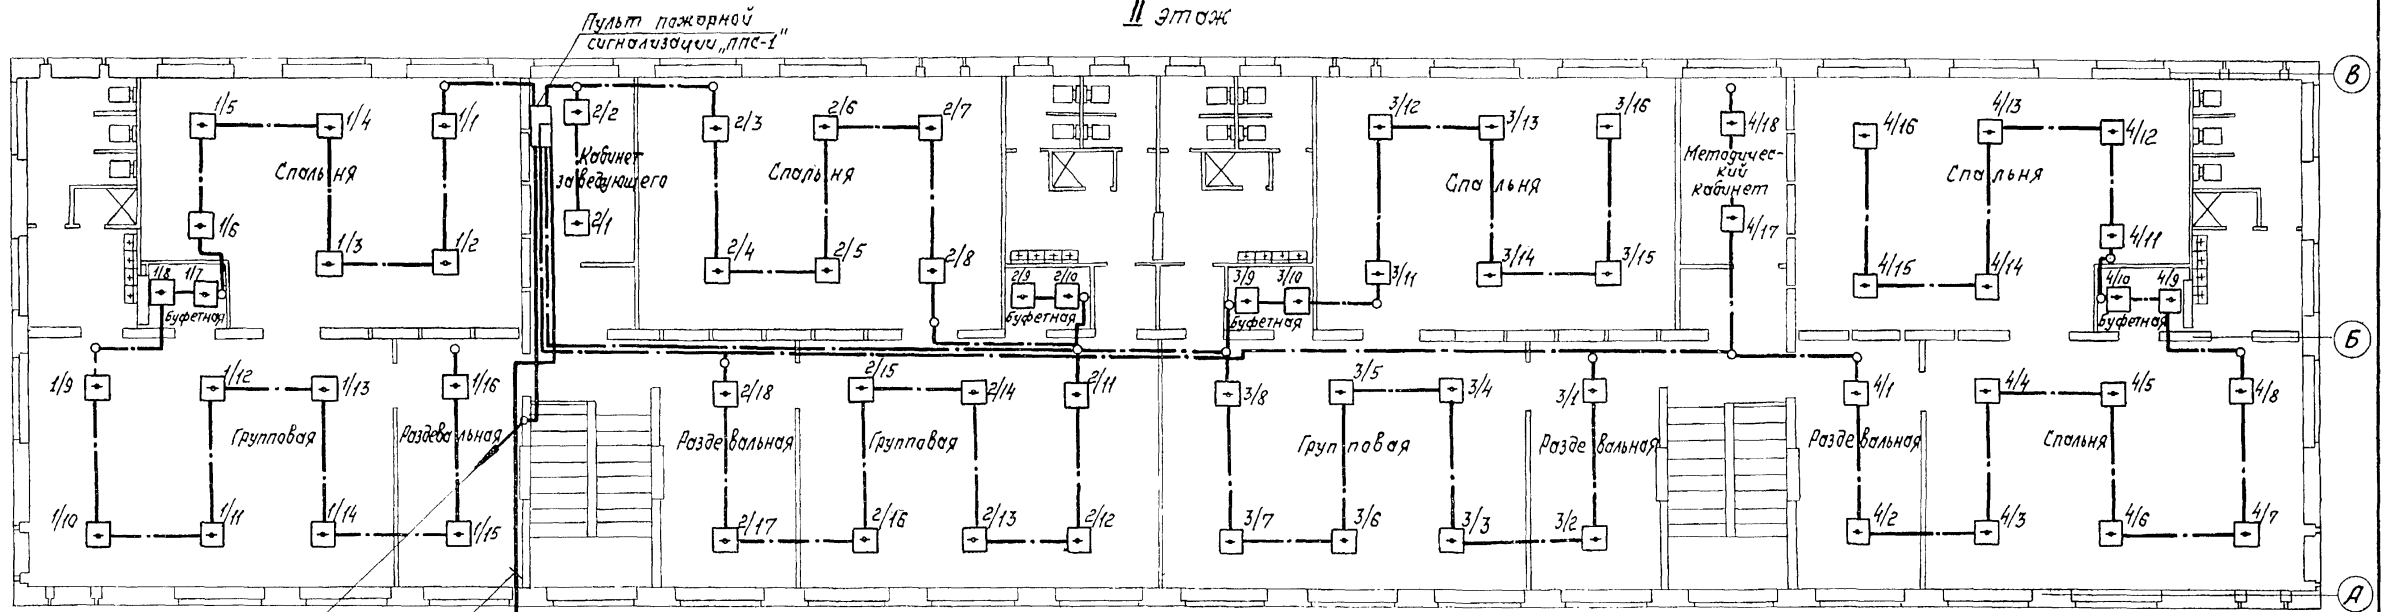 II этаж
Пульт пожарной
сигнализации „ППС-1"
В
1/5
1/4
1/1
2/2
2/3
2/6
2/7
3/12
3/13
3/16
4/18
4/16
4/13
4/12
Спальня
Кабинет
заведующего
Спальня
Спальня
Методичес-
кий
кабинет
Спальня
1/6
1/3
1/2
2/1
2/4
2/5
2/8
3/11
3/14
3/15
4/17
4/15
4/14
4/11
1/8
1/7
2/9
2/10
3/9
3/10
4/10
4/9
Буфетная
Буфетная
Буфетная
Буфетная
Б
1/9
1/12
1/13
1/16
2/18
2/15
2/14
2/11
3/8
3/5
3/4
3/1
4/1
4/4
4/5
4/8
Групповая
Раздевальная
Раздевальная
Групповая
Групповая
Раздевальная
Раздевальная
Спальня
1/10
1/11
1/14
1/15
2/17
2/16
2/13
2/12
3/7
3/6
3/3
3/2
4/2
4/3
4/6
4/7
А